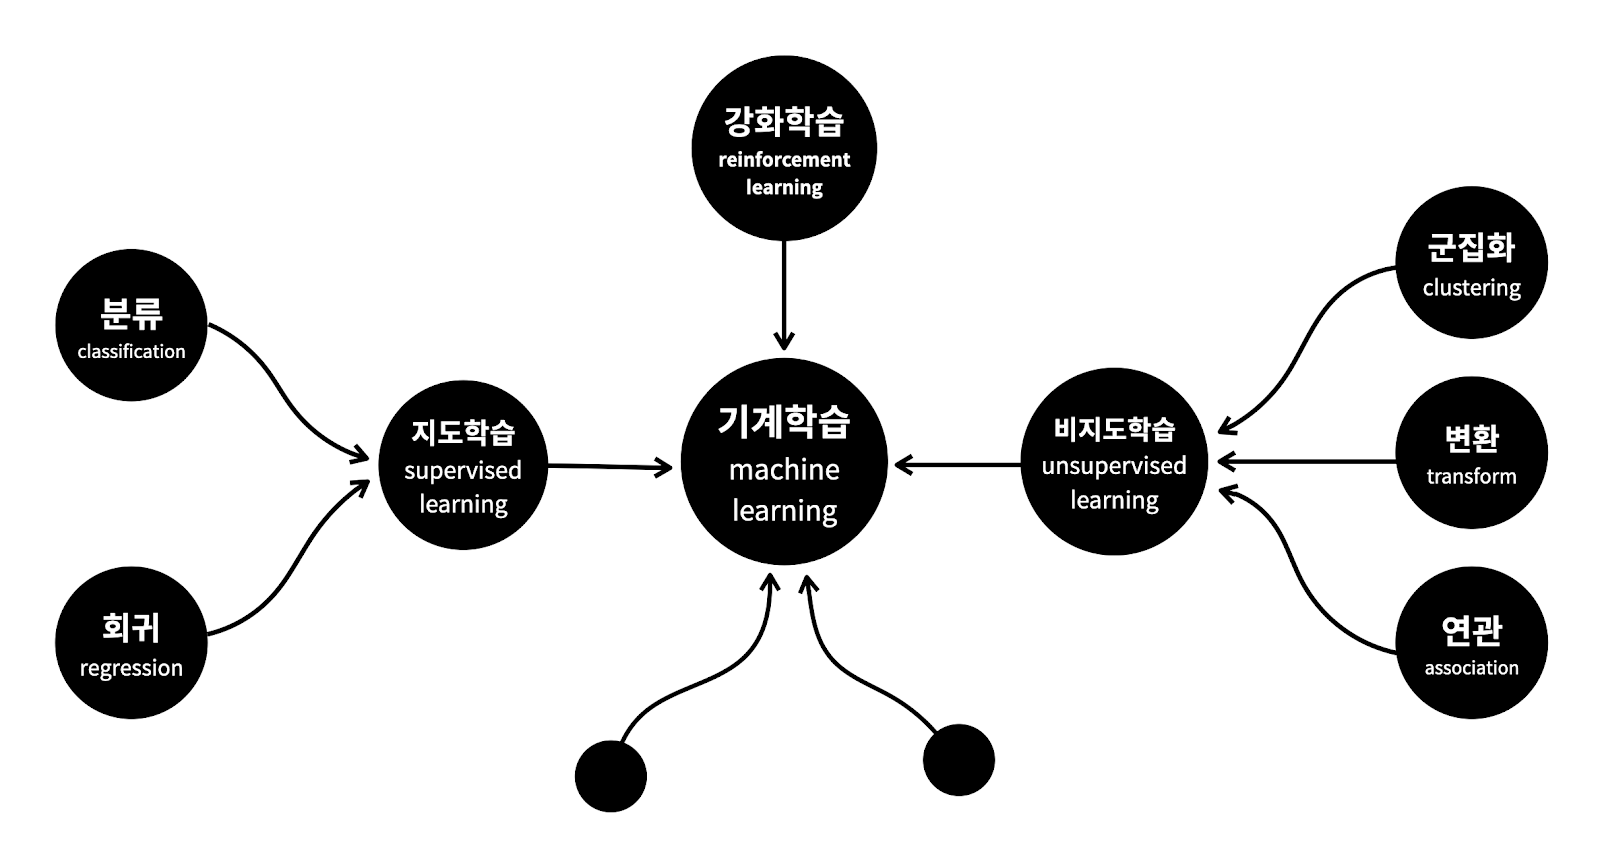 강화학습
reinforcement
learning
분류
classification
회귀
regression
지도학습
supervised
learning
기계학습
machine
learning
비지도학습
unsupervised
learning
군집화
clustering
변환
transform
연관
association